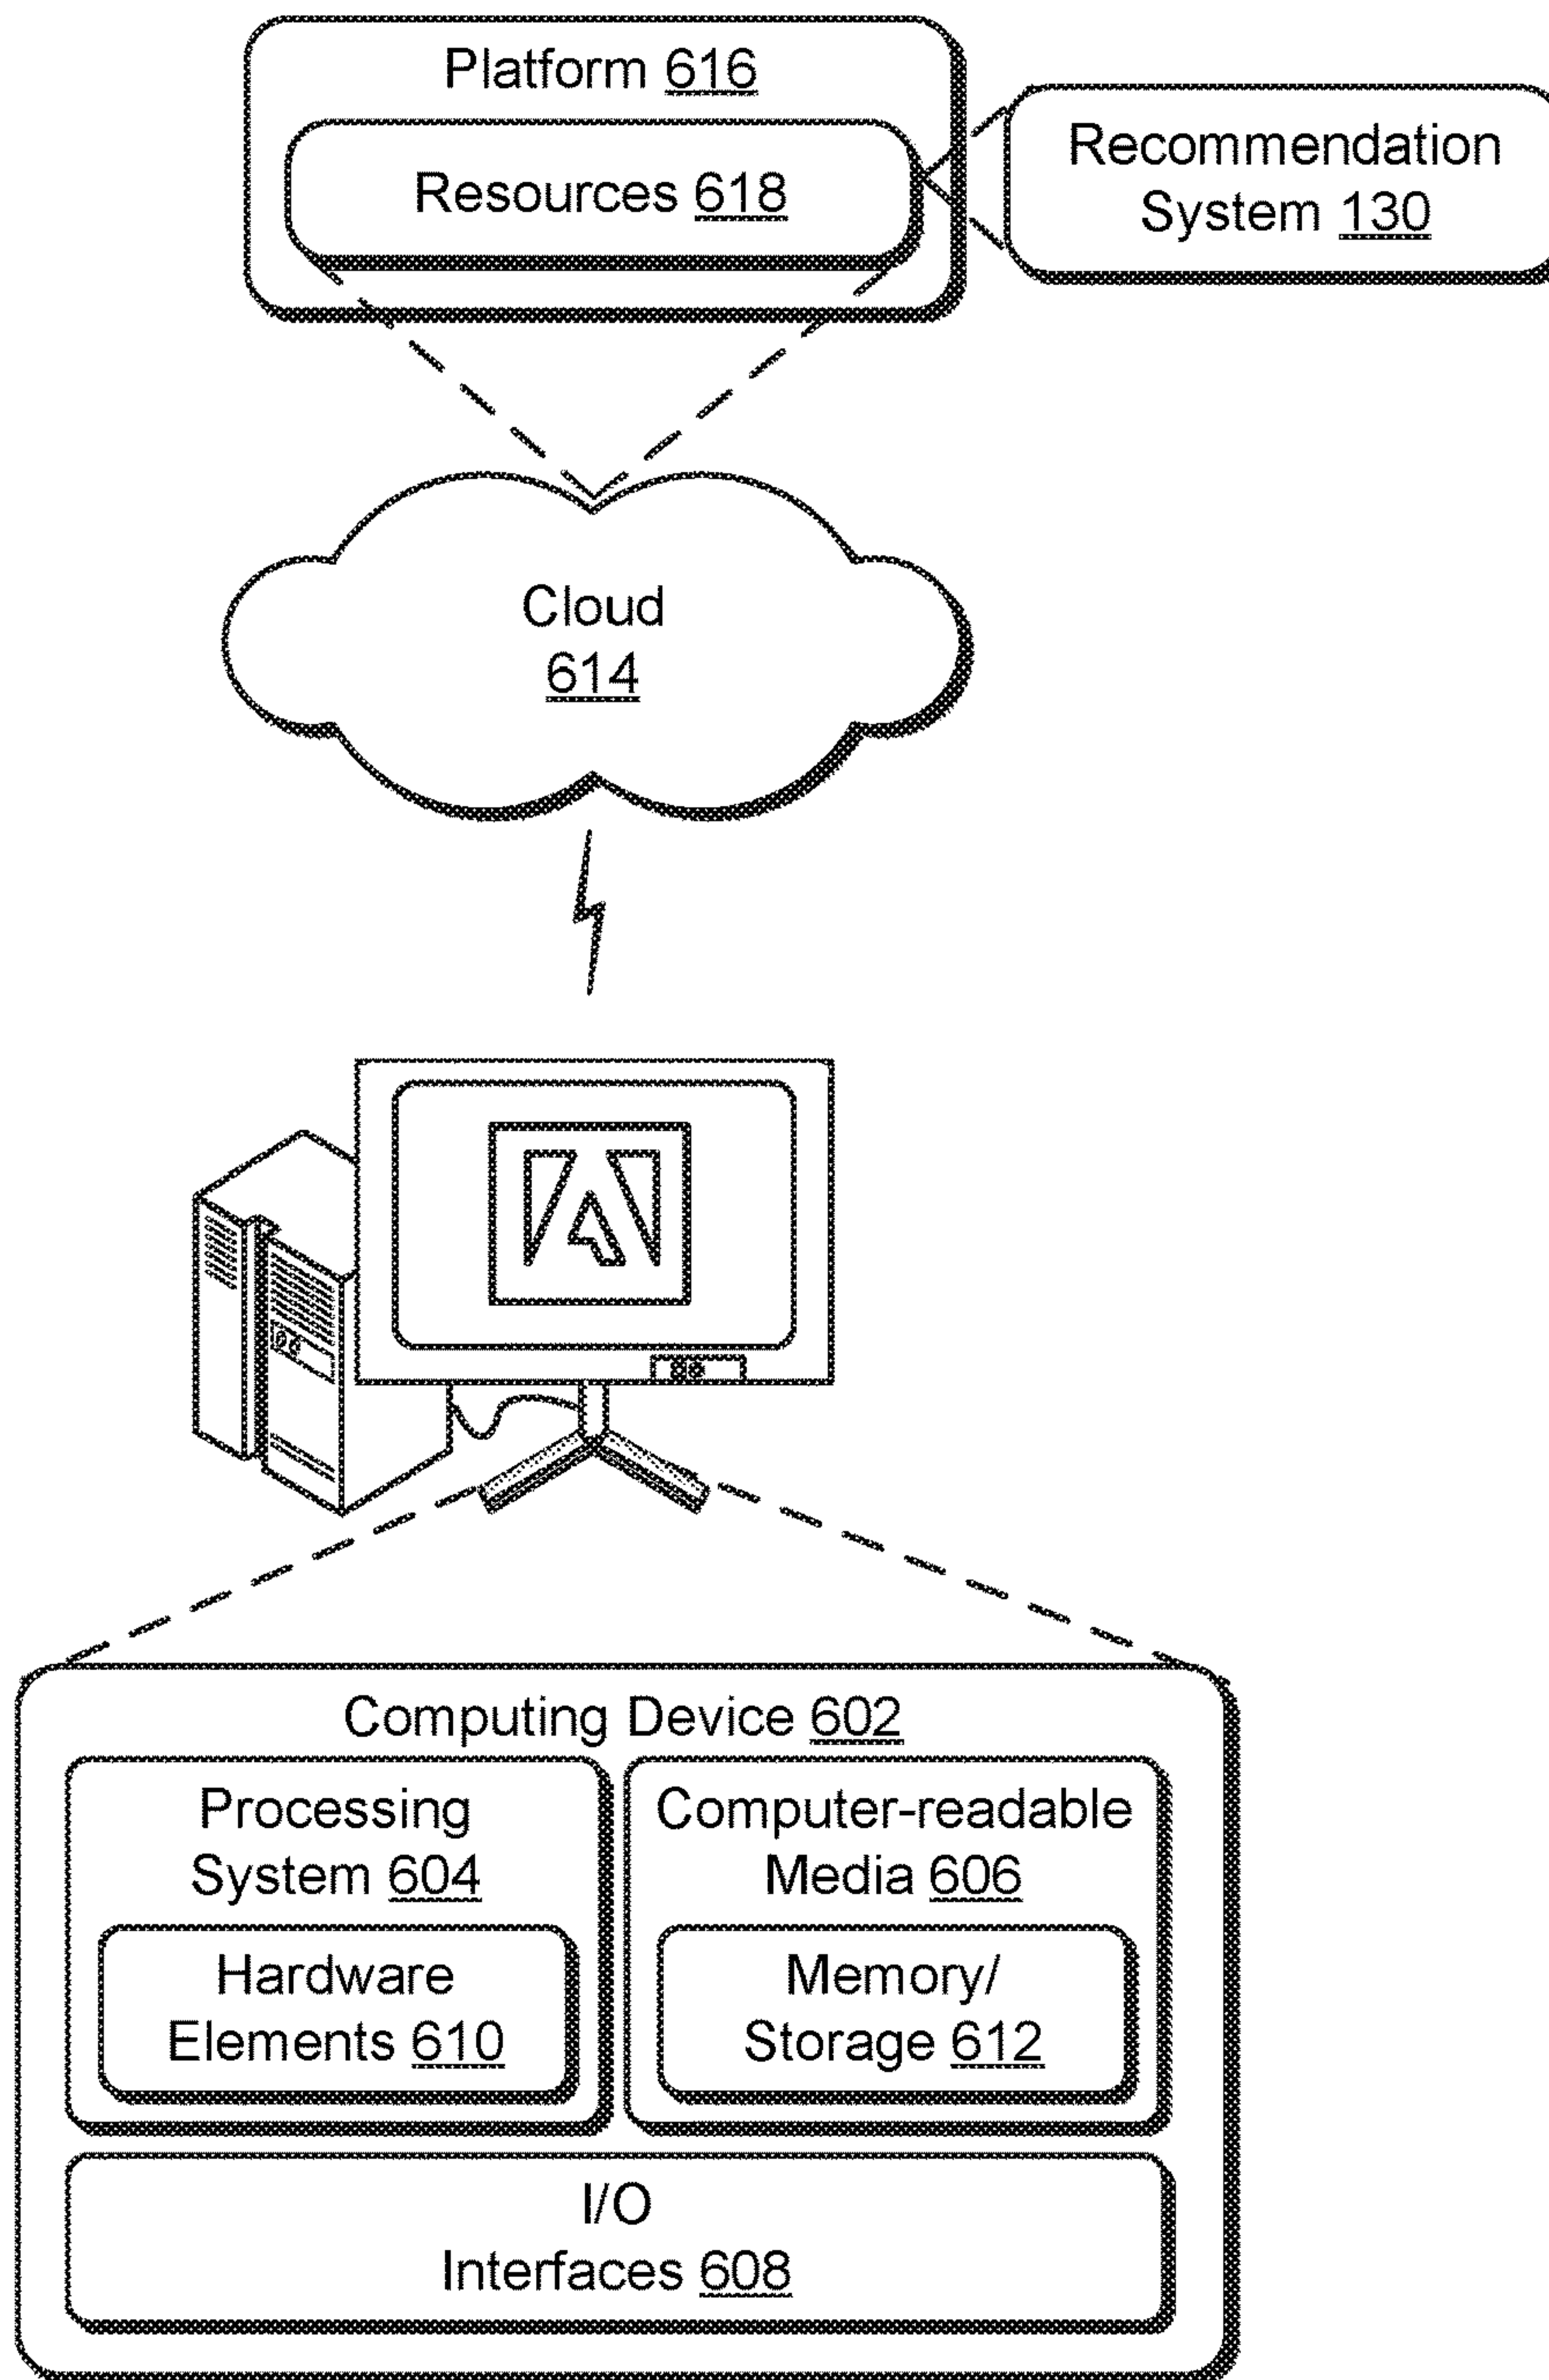 Platform 616
Resources 618
Recommendation
System 130
Cloud
614
Computing Device 602
Processing
System 604
Hardware
Elements 610
Computer-readable
Media 606
Memory/
Storage 612
I/O
Interfaces 608